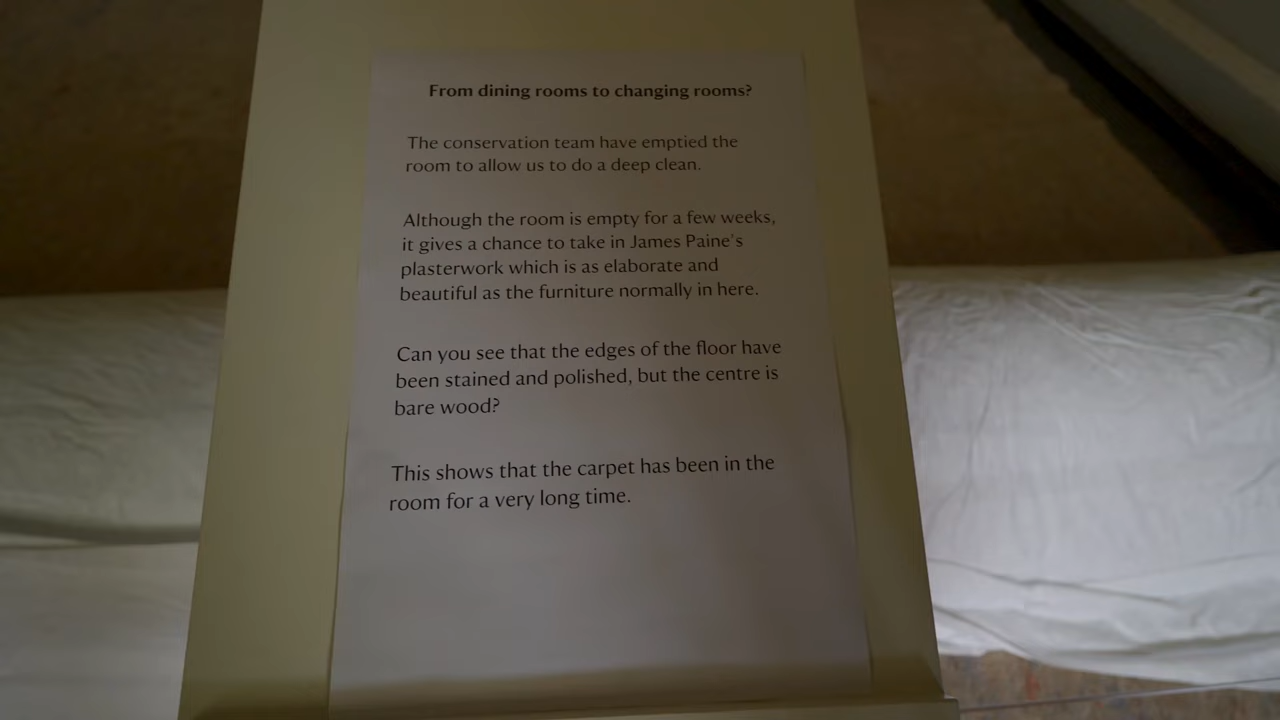 From dining rooms to changing rooms?
The conservation team have emptied the
room to allow us to do a deep clean.
Although the room is empty for a few weeks,
it gives a chance to take in James Paine's
plasterwork which is as elaborate and
beautiful as the furniture normally in here.
Can you see that the edges of the floor have
been stained and polished, but the centre is
bare wood?
This shows that the carpet has been in the
room for a very long time.